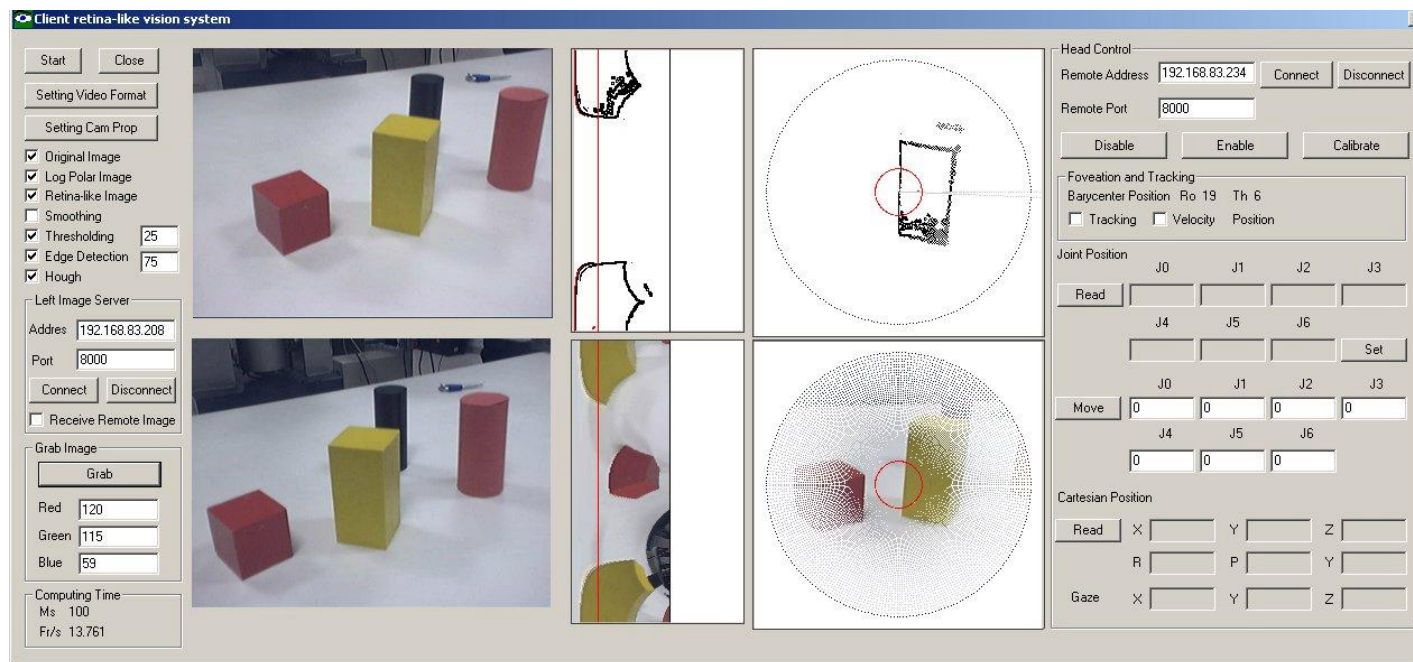 Client retina-like vision system
Start Close
Setting Video Format
Setting Cam Prop
Original Image
Log Polar Image
Retina-like Image
Smoothing
Thresholding 25
Edge Detection 75
Hough
Left Image Server
Addres 192.168.83.208
Port 8000
Connect Disconnect
Receive Remote Image
Grab Image
Grab
Red 120
Green 115
Blue 59
Computing Time
Ms 100
Fr/s 13.761
Head Control
Remote Address 192.168.83.234 Connect Disconnect
Remote Port 8000
Disable Enable Calibrate
Foveation and Tracking
Barycenter Position Ro 19 Th 6
Tracking Velocity Position
Joint Position
J0 J1 J2 J3
Read
J4 J5 J6
Set
J0 J1 J2 J3
Move 0 0 0 0
J4 J5 J6
0 0 0
Cartesian Position
Read X Y Z
R P Y
Gaze X Y Z